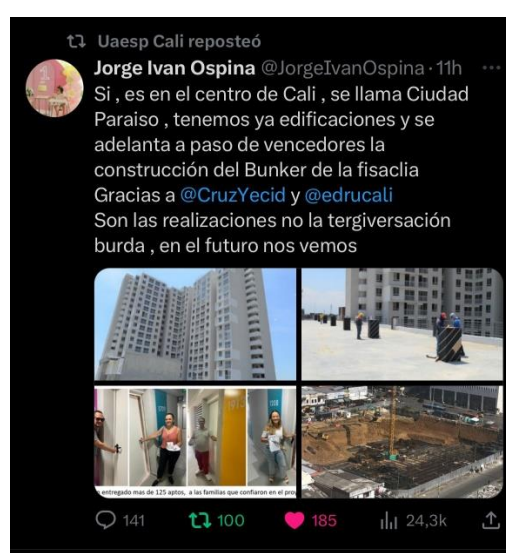 Uaesp Cali reposteó
Jorge Ivan Ospina @JorgeIvanOspina · 11h
Si , es en el centro de Cali , se llama Ciudad
Paraiso , tenemos ya edificaciones y se
adelanta a paso de vencedores la
construcción del Bunker de la fisaclia
Gracias a @CruzYecid y @edrucali
Son las realizaciones no la tergiversación
burda , en el futuro nos vemos
entregado mas de 125 aptos, a las familias que confiaron en el
141 100 185 24,3k